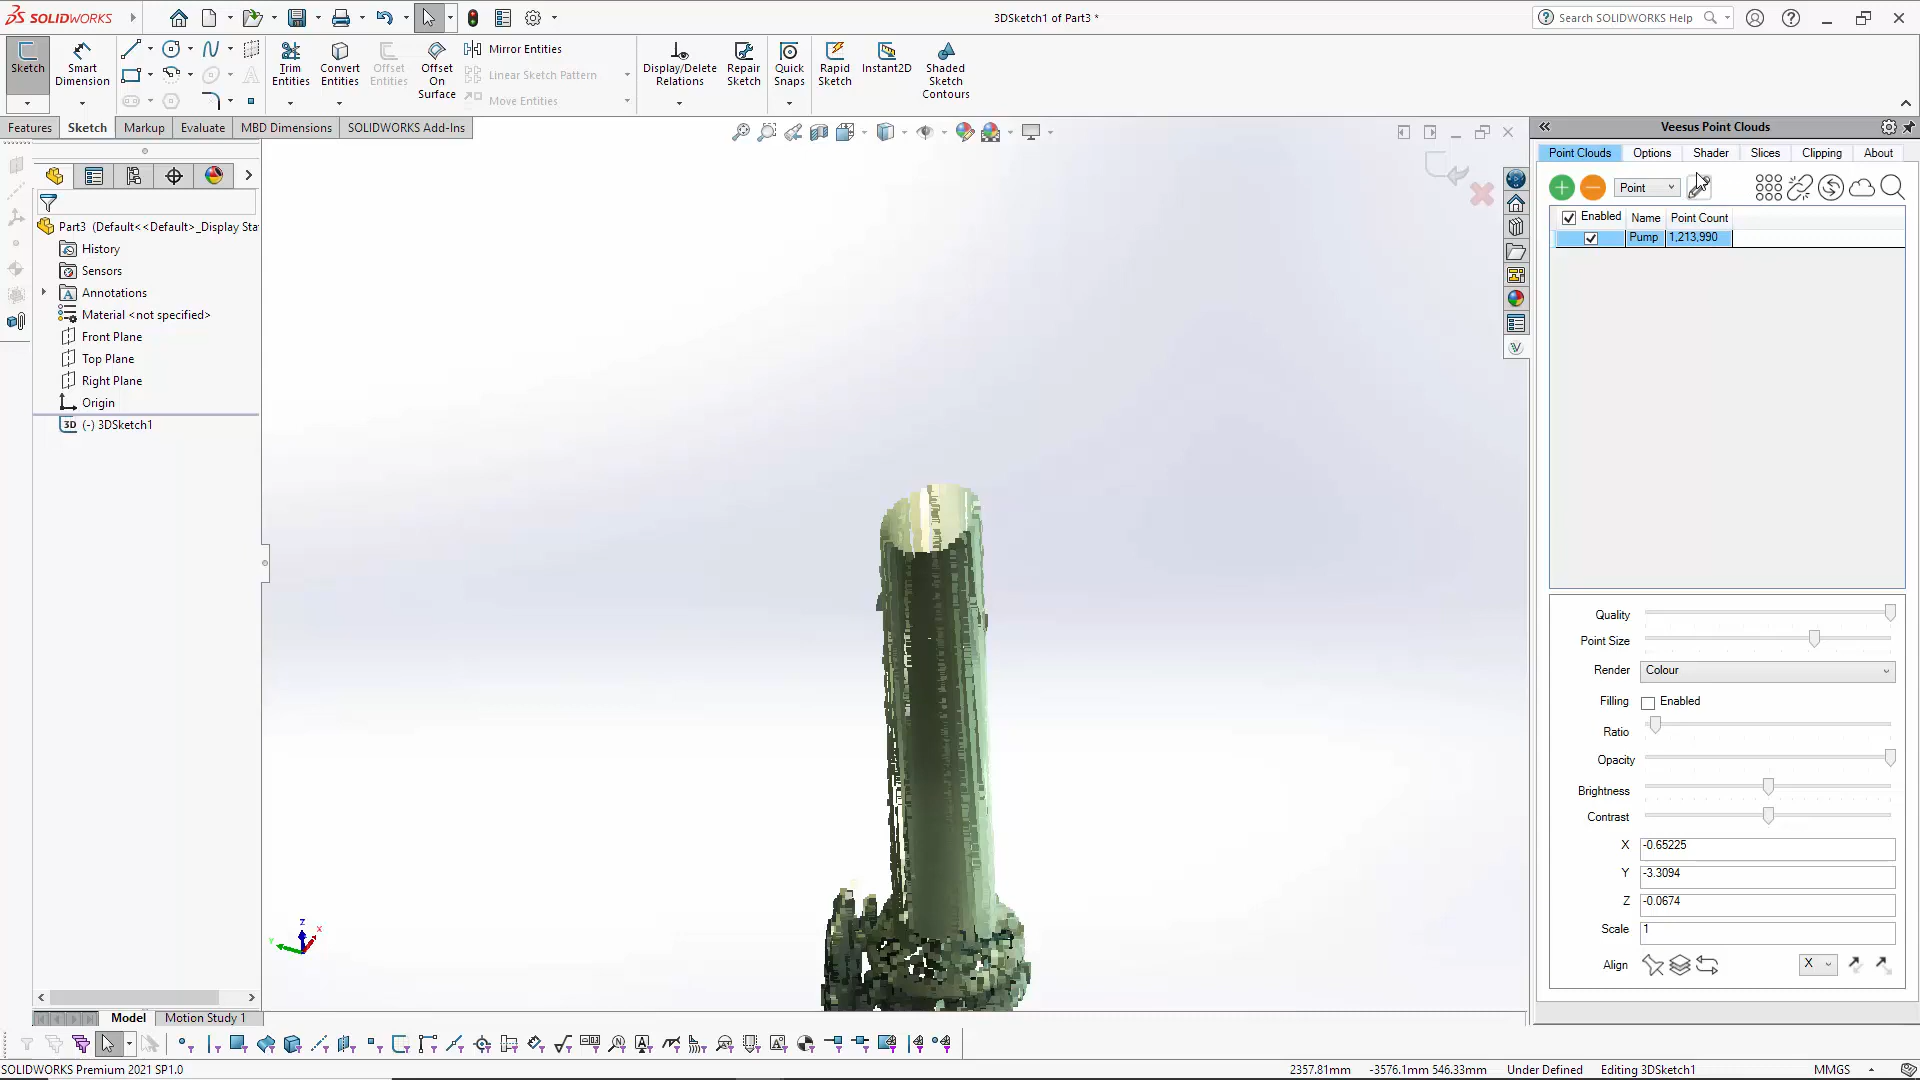 SOLIDWORKS
3DSketch1 of Part3 *
Search SOLIDWORKS Help
Sketch
Smart Dimension
Trim Entities
Convert Entities
Offset Entities
Offset On Surface
Mirror Entities
Linear Sketch Pattern
Move Entities
Display/Delete Relations
Repair Sketch
Quick Snaps
Rapid Sketch
Instant2D
Shaded Sketch Contours
Features
Sketch
Markup
Evaluate
MBD Dimensions
SOLIDWORKS Add-Ins
Veesus Point Clouds
Point Clouds
Options
Shader
Slices
Clipping
About
Point
Enabled
Name
Point Count
Pump
1,213,990
Part3 (Default<<Default>_Display Sta
History
Sensors
Annotations
Material <not specified>
Front Plane
Top Plane
Right Plane
Origin
3D (-) 3DSketch1
Quality
Point Size
Render Colour
Filling Enabled
Ratio
Opacity
Brightness
Contrast
X -0.65225
Y -3.3094
Z -0.0674
Scale 1
Align X
Z
Y
X
Model
Motion Study 1
SOLIDWORKS Premium 2021 SP1.0
2357.81mm
-3576.1mm 546.33mm
Under Defined
Editing 3DSketch1
MMGS